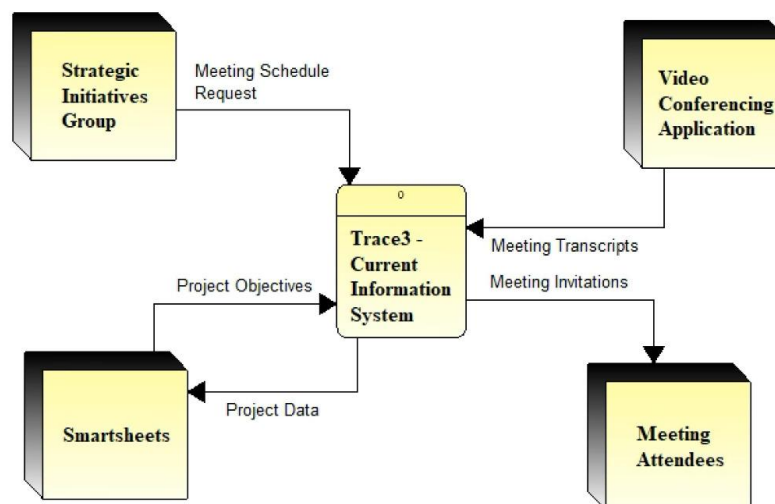 Strategic
Initiatives
Group
Meeting Schedule
Request
Video
Conferencing
Application
0
Trace3 -
Current
Information
System
Meeting Transcripts
Meeting Invitations
Project Objectives
Project Data
Smartsheets
Meeting
Attendees